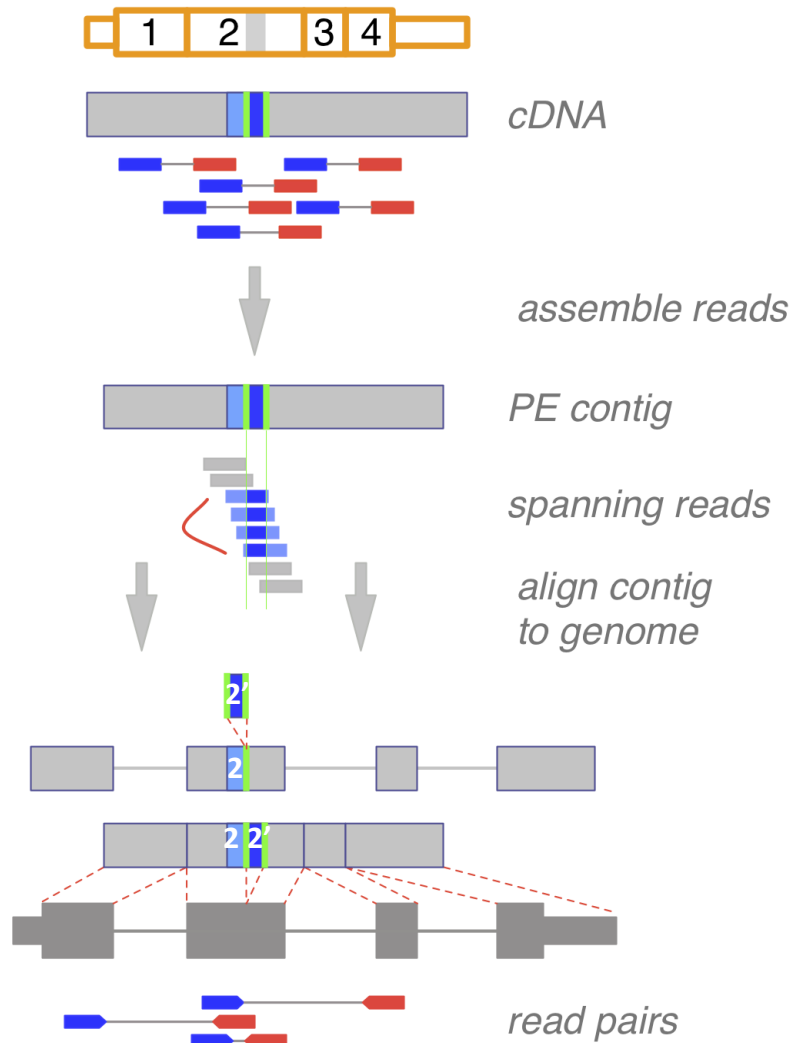 1 2 3 4
cDNA
assemble reads
PE contig
spanning reads
align contig
to genome
2’
2
2 2’
read pairs